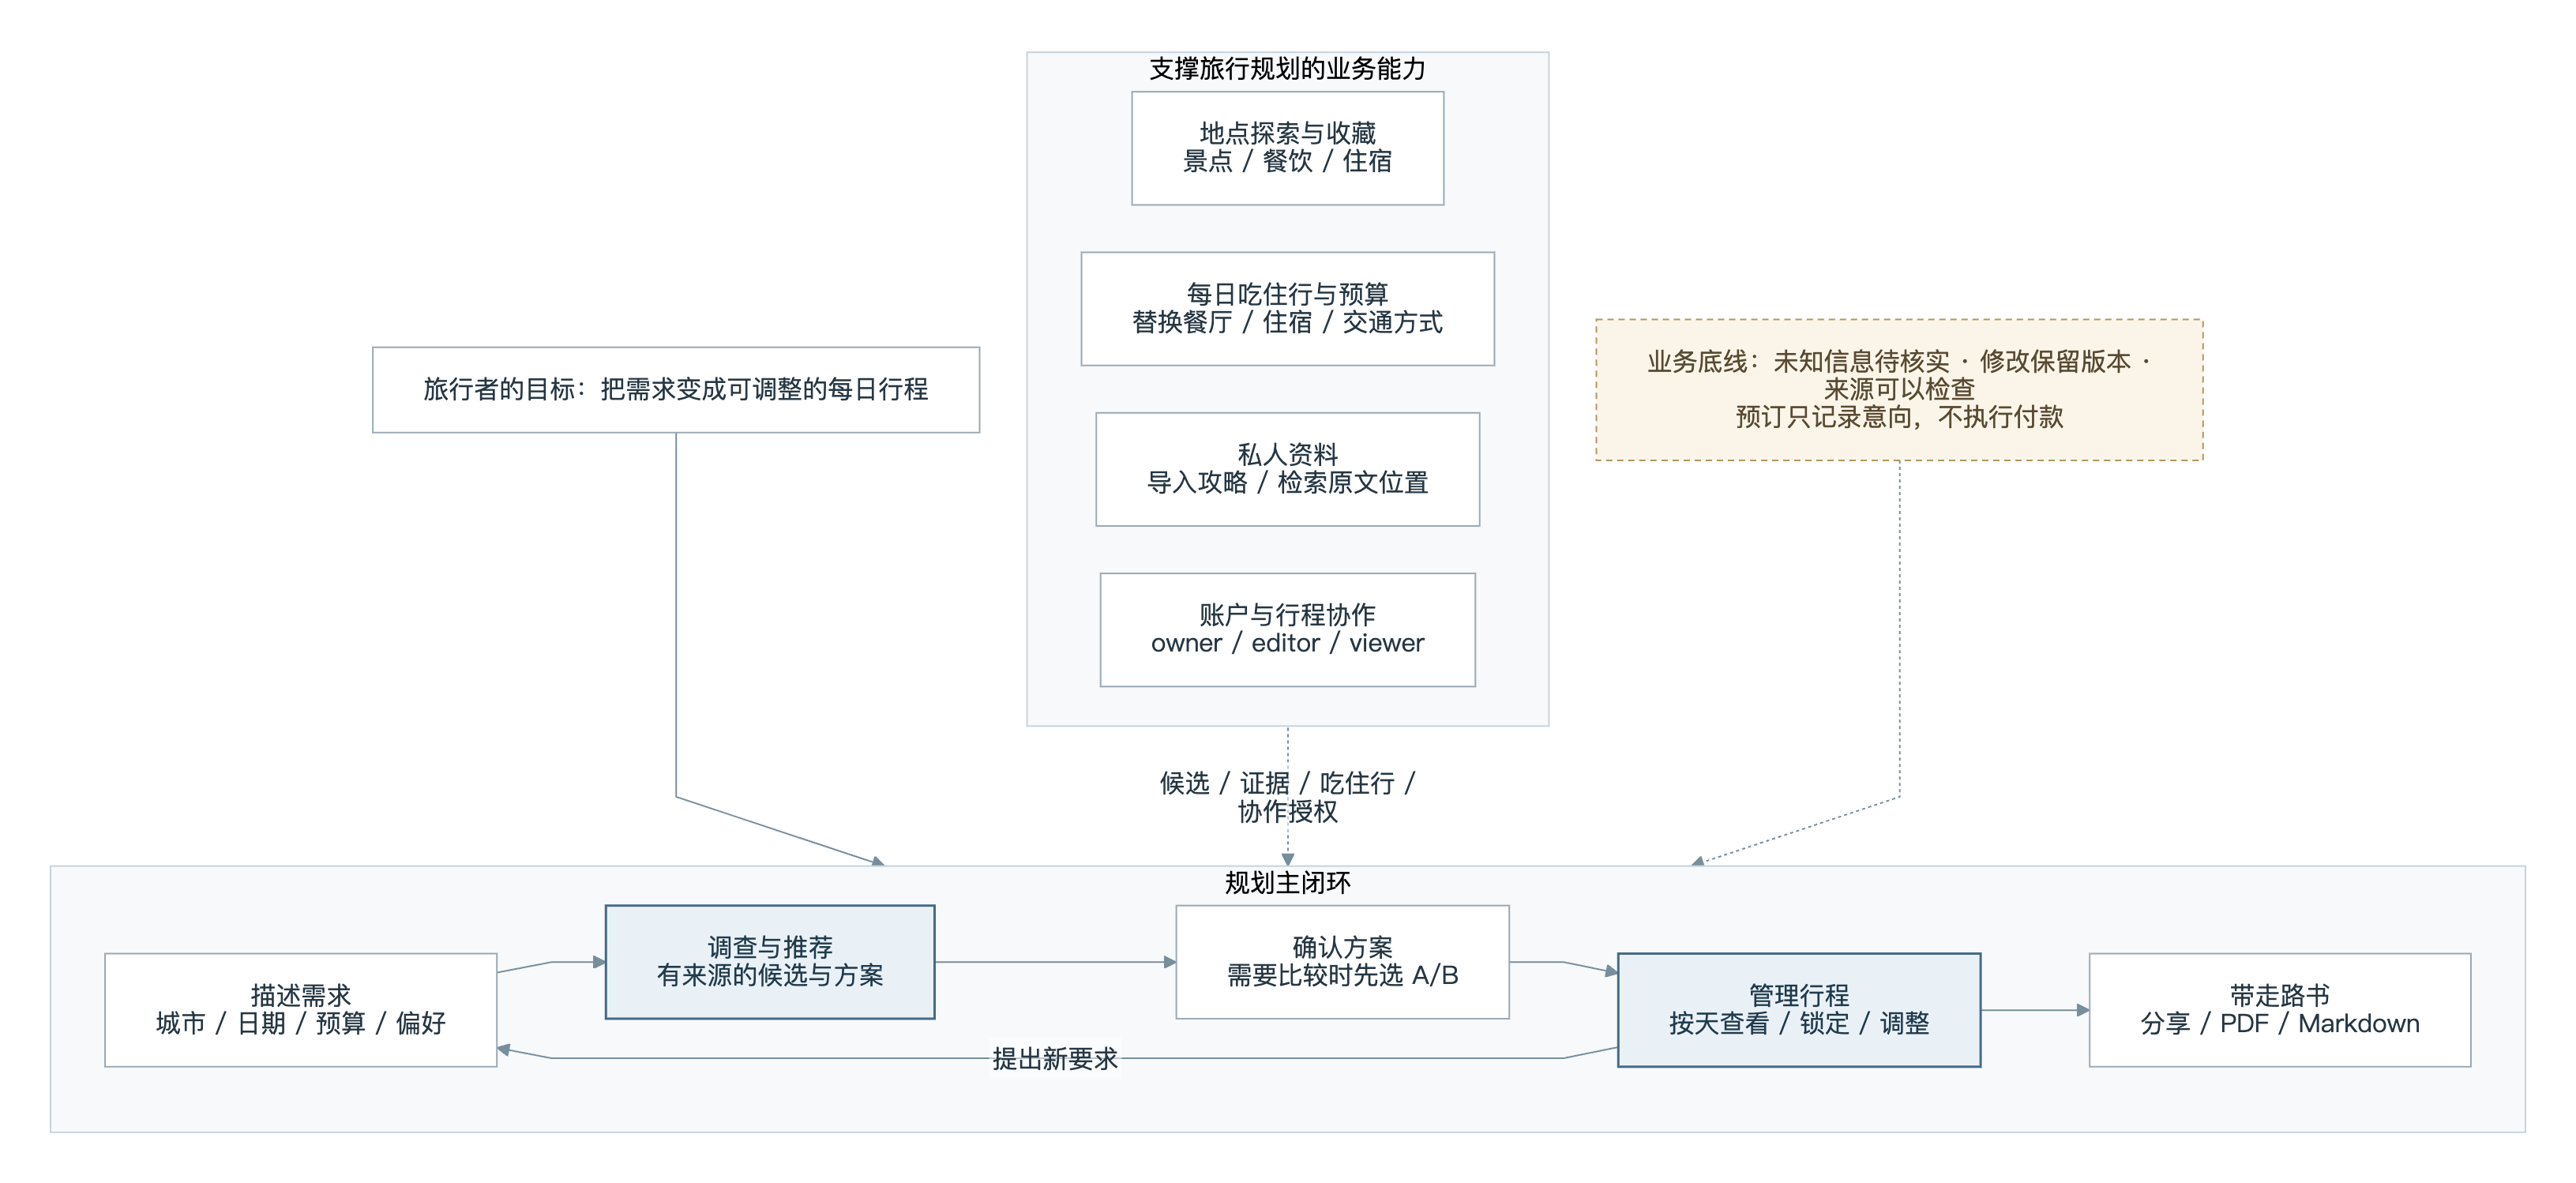 支撑旅行规划的业务能力
地点探索与收藏
景点 / 餐饮 / 住宿
每日吃住行与预算
替换餐厅 / 住宿 / 交通方式
私人资料
导入攻略 / 检索原文位置
账户与行程协作
owner / editor / viewer
旅行者的目标：把需求变成可调整的每日行程
业务底线：未知信息待核实 · 修改保留版本 ·
来源可以检查
预订只记录意向，不执行付款
候选 / 证据 / 吃住行 /
协作授权
规划主闭环
描述需求
城市 / 日期 / 预算 / 偏好
调查与推荐
有来源的候选与方案
确认方案
需要比较时先选 A/B
管理行程
按天查看 / 锁定 / 调整
带走路书
分享 / PDF / Markdown
提出新要求